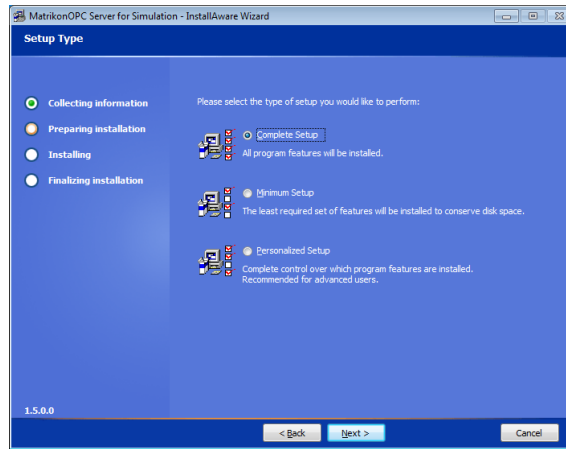 MatrikonOPC Server for Simulation - InstallAware Wizard
Setup Type
Collecting information
Preparing installation
Installing
Finalizing installation
Please select the type of setup you would like to perform:
Complete Setup
All program features will be installed.
Minimum Setup
The least required set of features will be installed to conserve disk space.
Personalized Setup
Complete control over which program features are installed.
Recommended for advanced users.
1.5.0.0
< Back
Next >
Cancel